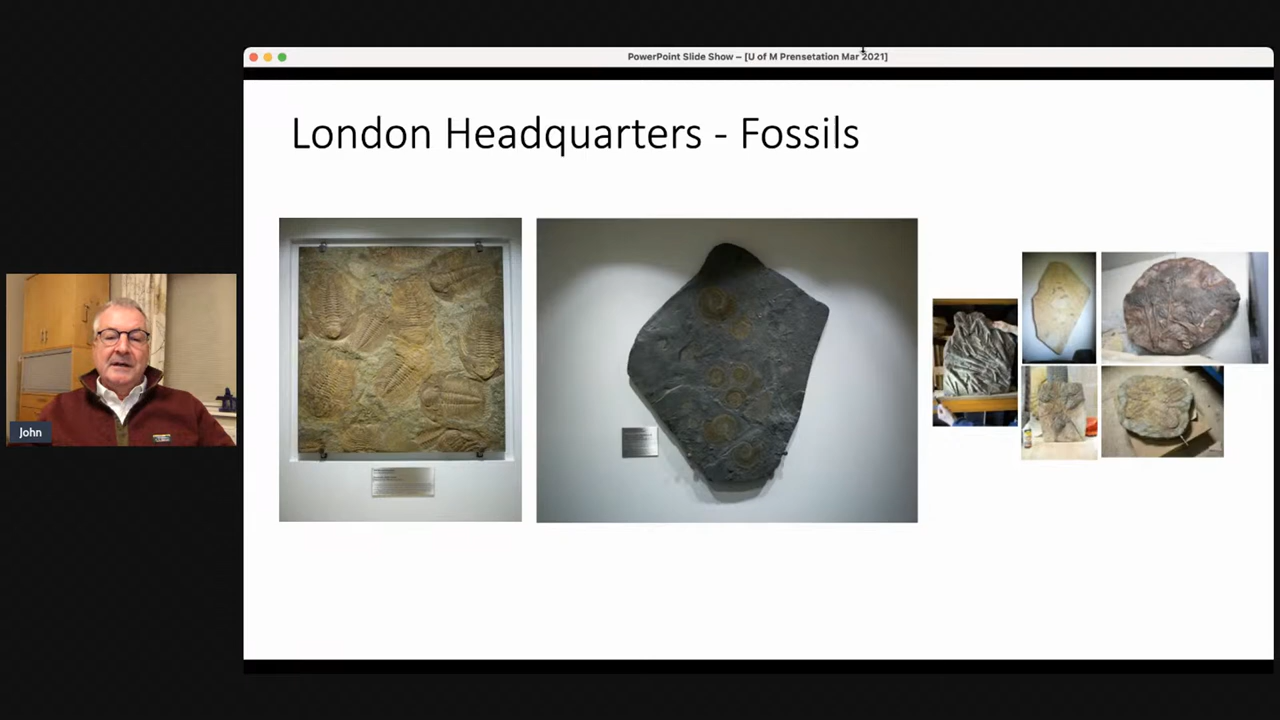 PowerPoint Slide Show – [U of M Prensetation Mar 2021]
London Headquarters - Fossils
John